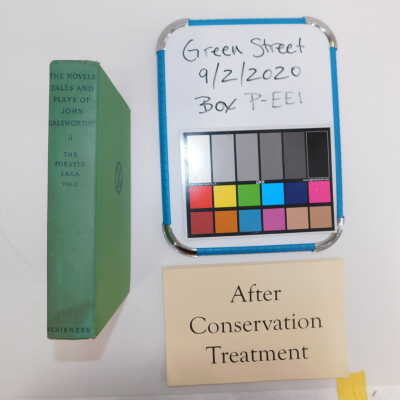 THE NOVELS
TALES AND
PLAYS OF
JOHN
GALSWORTHY
THE
FORSYTE
SAGA
SCRIBNERS
Green Street
9/2/2020
Box P-EE1
After
Conservation
Treatment